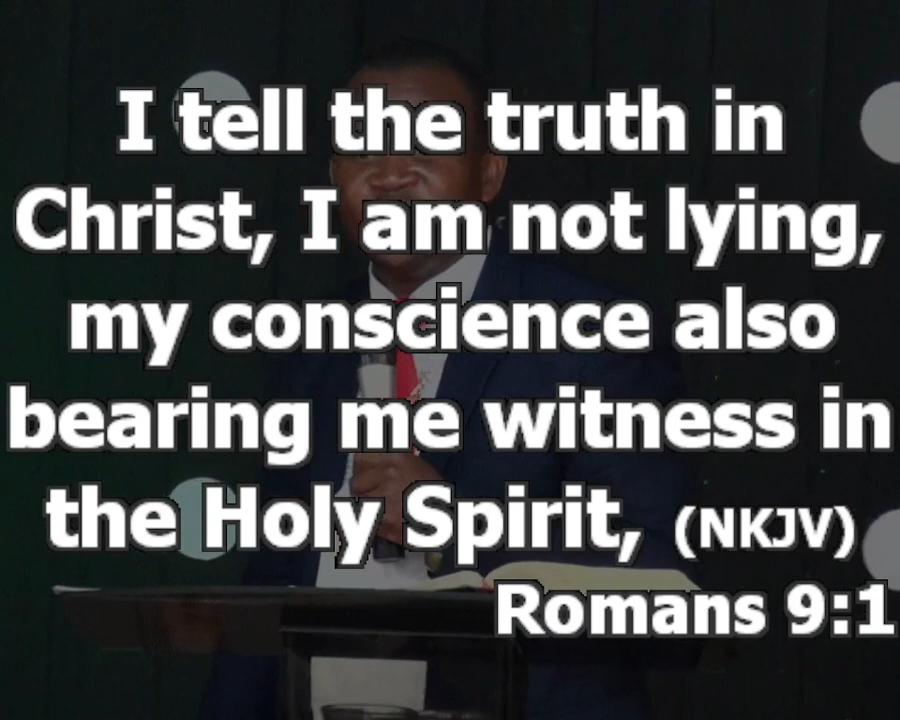 I tell the truth in
Christ, I am not lying,
my conscience also
bearing me witness in
the Holy Spirit, (NKJV)
Romans 9:1